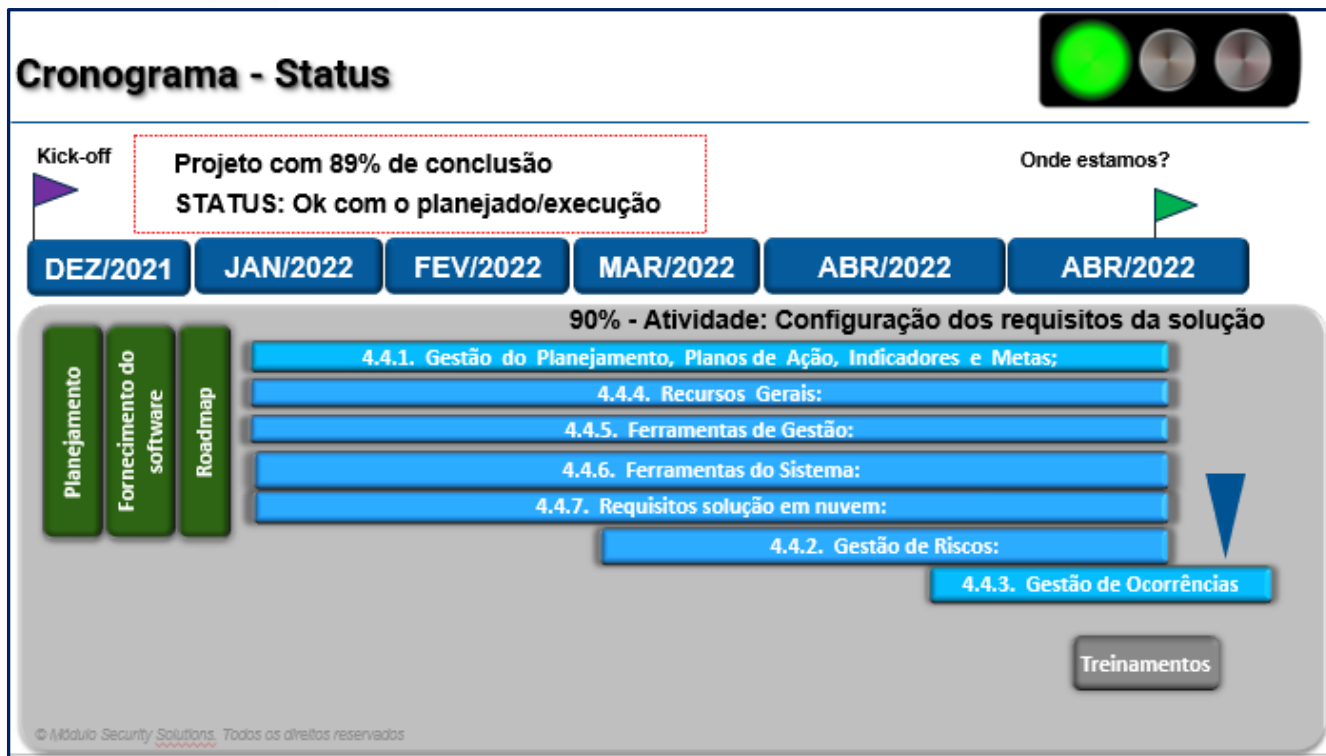 Cronograma - Status
Kick-off
Projeto com 89% de conclusão
STATUS: Ok com o planejado/execução
Onde estamos?
DEZ/2021
JAN/2022
FEV/2022
MAR/2022
ABR/2022
ABR/2022
90% - Atividade: Configuração dos requisitos da solução
Planejamento
Fornecimento do
software
Roadmap
4.4.1. Gestão do Planejamento, Planos de Ação, Indicadores e Metas;
4.4.4. Recursos Gerais:
4.4.5. Ferramentas de Gestão:
4.4.6. Ferramentas do Sistema:
4.4.7. Requisitos solução em nuvem:
4.4.2. Gestão de Riscos:
4.4.3. Gestão de Ocorrências
Treinamentos
© Módulo Security Solutions. Todos os direitos reservados